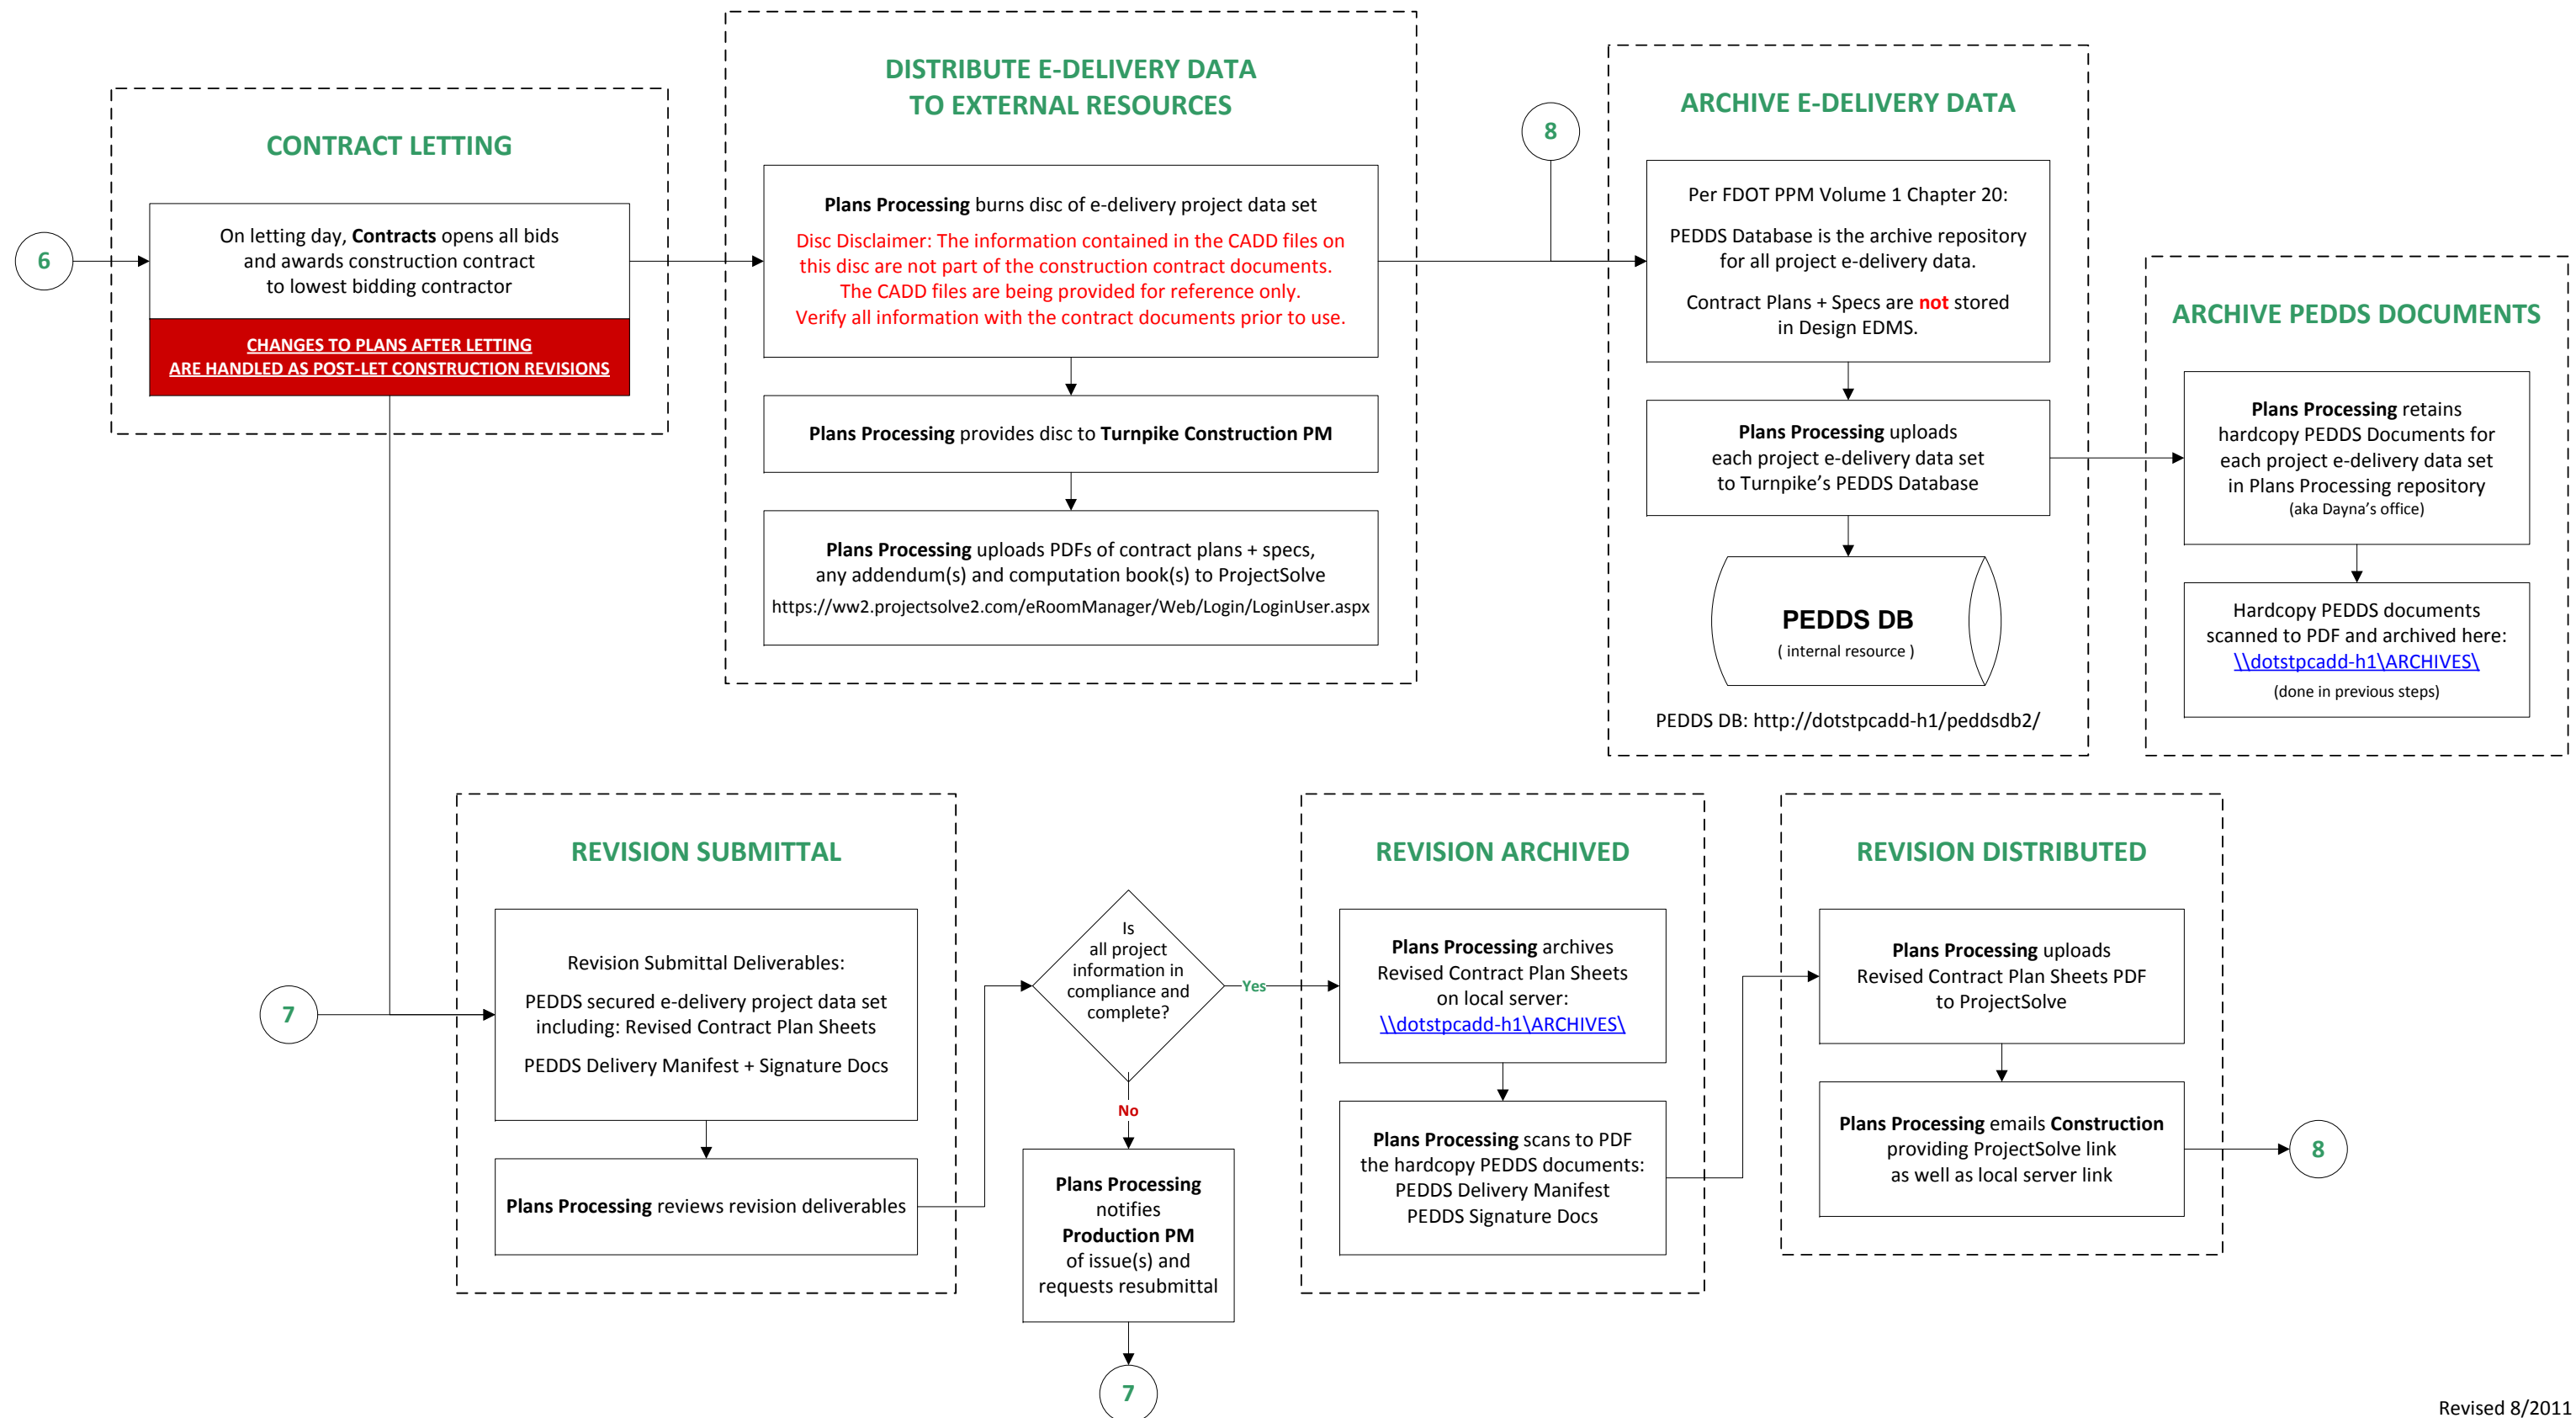 6
CONTRACT LETTING
On letting day, Contracts opens all bids
and awards construction contract
to lowest bidding contractor
CHANGES TO PLANS AFTER LETTING
ARE HANDLED AS POST-LET CONSTRUCTION REVISIONS
DISTRIBUTE E-DELIVERY DATA
TO EXTERNAL RESOURCES
Plans Processing burns disc of e-delivery project data set
Disc Disclaimer: The information contained in the CADD files on
this disc are not part of the construction contract documents.
The CADD files are being provided for reference only.
Verify all information with the contract documents prior to use.
Plans Processing provides disc to Turnpike Construction PM
Plans Processing uploads PDFs of contract plans + specs,
any addendum(s) and computation book(s) to ProjectSolve
https://ww2.projectsolve2.com/eRoomManager/Web/Login/LoginUser.aspx
8
ARCHIVE E-DELIVERY DATA
Per FDOT PPM Volume 1 Chapter 20:
PEDDS Database is the archive repository
for all project e-delivery data.
Contract Plans + Specs are not stored
in Design EDMS.
Plans Processing uploads
each project e-delivery data set
to Turnpike’s PEDDS Database
PEDDS DB
( internal resource )
PEDDS DB: http://dotstpcadd-h1/peddsdb2/
ARCHIVE PEDDS DOCUMENTS
Plans Processing retains
hardcopy PEDDS Documents for
each project e-delivery data set
in Plans Processing repository
(aka Dayna’s office)
Hardcopy PEDDS documents
scanned to PDF and archived here:
\\dotstpcadd-h1\ARCHIVES\
(done in previous steps)
7
REVISION SUBMITTAL
Revision Submittal Deliverables:
PEDDS secured e-delivery project data set
including: Revised Contract Plan Sheets
PEDDS Delivery Manifest + Signature Docs
Plans Processing reviews revision deliverables
Is
all project
information in
compliance and
complete?
Yes
No
Plans Processing
notifies
Production PM
of issue(s) and
requests resubmittal
7
REVISION ARCHIVED
Plans Processing archives
Revised Contract Plan Sheets
on local server:
\\dotstpcadd-h1\ARCHIVES\
Plans Processing scans to PDF
the hardcopy PEDDS documents:
PEDDS Delivery Manifest
PEDDS Signature Docs
REVISION DISTRIBUTED
Plans Processing uploads
Revised Contract Plan Sheets PDF
to ProjectSolve
Plans Processing emails Construction
providing ProjectSolve link
as well as local server link
8
Revised 8/2011